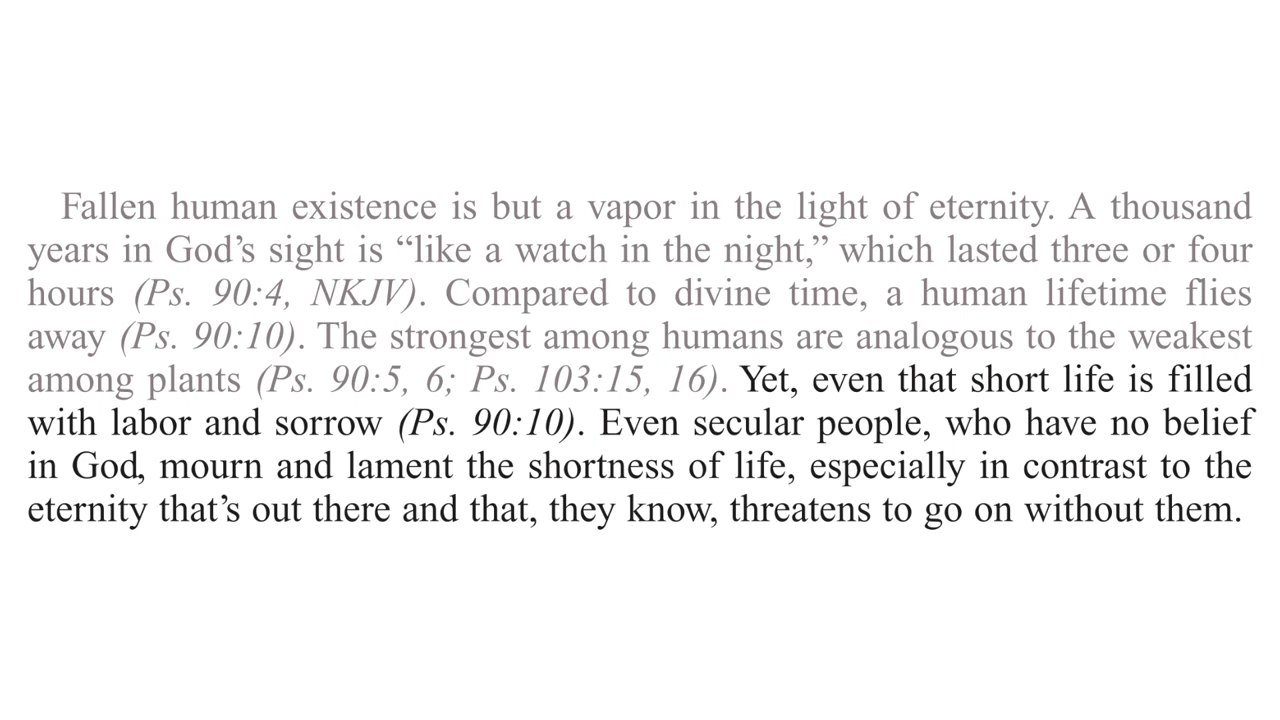 Fallen human existence is but a vapor in the light of eternity. A thousand
years in God’s sight is “like a watch in the night,” which lasted three or four
hours (Ps. 90:4, NKJV). Compared to divine time, a human lifetime flies
away (Ps. 90:10). The strongest among humans are analogous to the weakest
among plants (Ps. 90:5, 6; Ps. 103:15, 16). Yet, even that short life is filled
with labor and sorrow (Ps. 90:10). Even secular people, who have no belief
in God, mourn and lament the shortness of life, especially in contrast to the
eternity that’s out there and that, they know, threatens to go on without them.